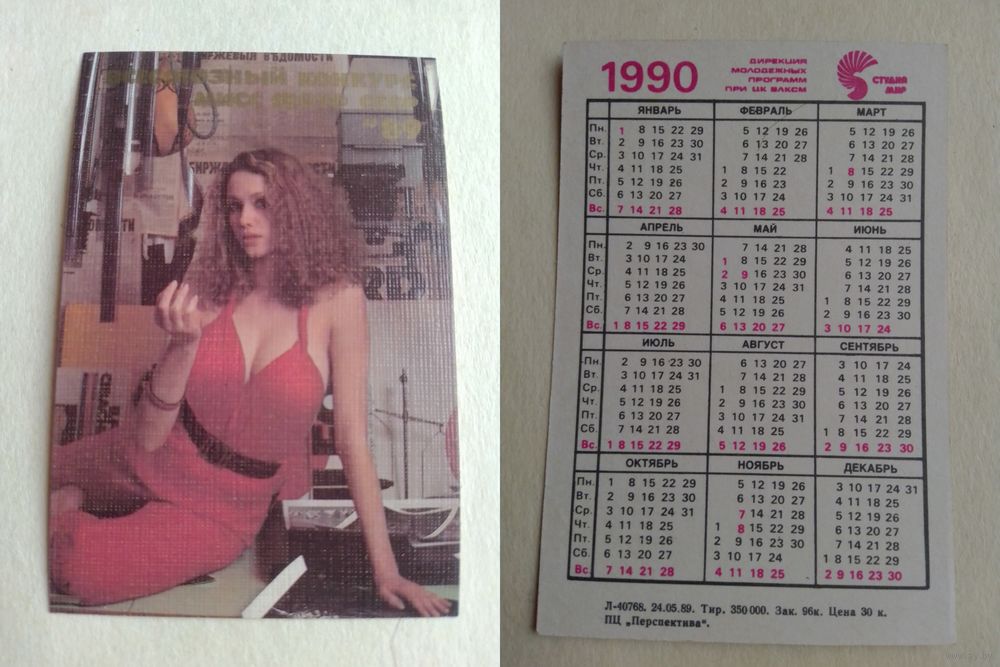 ИРЖЕВЫЯ ВѢДОМОСТИ
ВСЕСОЮЗНЫЙ КОНКУРС
МИСС ФОТО СССР
89
1990
ДИРЕКЦИЯ
МОЛОДЕЖНЫХ
ПРОГРАММ
ПРИ ЦК ВЛКСМ
СТУДИЯ
МИР
ЯНВАРЬ ФЕВРАЛЬ МАРТ
Пн. 1 8 15 22 29 5 12 19 26 5 12 19 26
Вт. 2 9 16 23 30 6 13 20 27 6 13 20 27
Ср. 3 10 17 24 31 7 14 21 28 7 14 21 28
Чт. 4 11 18 25 1 8 15 22 1 8 15 22 29
Пт. 5 12 19 26 2 9 16 23 2 9 16 23 30
Сб. 6 13 20 27 3 10 17 24 3 10 17 24 31
Вс. 7 14 21 28 4 11 18 25 4 11 18 25
АПРЕЛЬ МАЙ ИЮНЬ
Пн. 2 9 16 23 30 7 14 21 28 4 11 18 25
Вт. 3 10 17 24 1 8 15 22 29 5 12 19 26
Ср. 4 11 18 25 2 9 16 23 30 6 13 20 27
Чт. 5 12 19 26 3 10 17 24 31 7 14 21 28
Пт. 6 13 20 27 4 11 18 25 1 8 15 22 29
Сб. 7 14 21 28 5 12 19 26 2 9 16 23 30
Вс. 1 8 15 22 29 6 13 20 27 3 10 17 24
ИЮЛЬ АВГУСТ СЕНТЯБРЬ
Пн. 2 9 16 23 30 6 13 20 27 3 10 17 24
Вт. 3 10 17 24 31 7 14 21 28 4 11 18 25
Ср. 4 11 18 25 1 8 15 22 29 5 12 19 26
Чт. 5 12 19 26 2 9 16 23 30 6 13 20 27
Пт. 6 13 20 27 3 10 17 24 31 7 14 21 28
Сб. 7 14 21 28 4 11 18 25 1 8 15 22 29
Вс. 1 8 15 22 29 5 12 19 26 2 9 16 23 30
ОКТЯБРЬ НОЯБРЬ ДЕКАБРЬ
Пн. 1 8 15 22 29 5 12 19 26 3 10 17 24 31
Вт. 2 9 16 23 30 6 13 20 27 4 11 18 25
Ср. 3 10 17 24 31 7 14 21 28 5 12 19 26
Чт. 4 11 18 25 1 8 15 22 29 6 13 20 27
Пт. 5 12 19 26 2 9 16 23 30 7 14 21 28
Сб. 6 13 20 27 3 10 17 24 1 8 15 22 29
Вс. 7 14 21 28 4 11 18 25 2 9 16 23 30
Л-40768. 24.05.89. Тир. 350 000. Зак. 96к. Цена 30 к.
ПЦ „Перспектива".